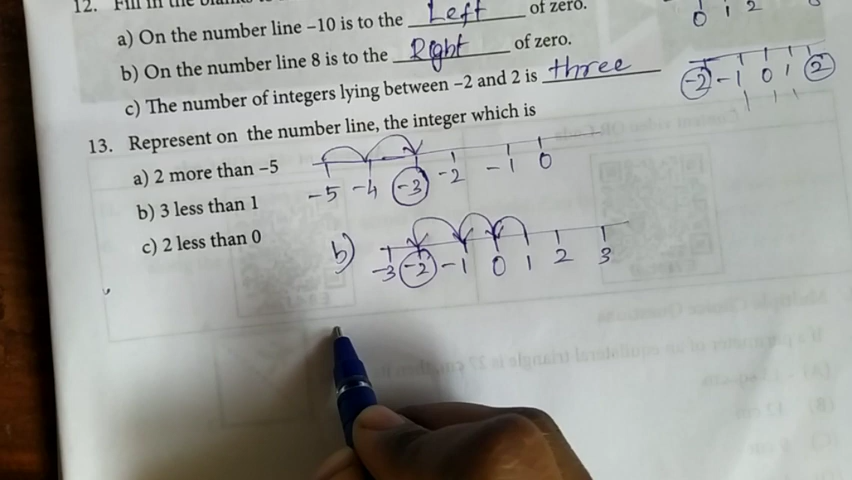 12. Fill in the blanks
a) On the number line –10 is to the Left of zero.
b) On the number line 8 is to the Right of zero.
c) The number of integers lying between –2 and 2 is three
0 1 2
-2 -1 0 1 2
13. Represent on the number line, the integer which is
a) 2 more than –5
-5 -4 -3 -2 -1 0
b) 3 less than 1
c) 2 less than 0
b) -3 -2 -1 0 1 2 3